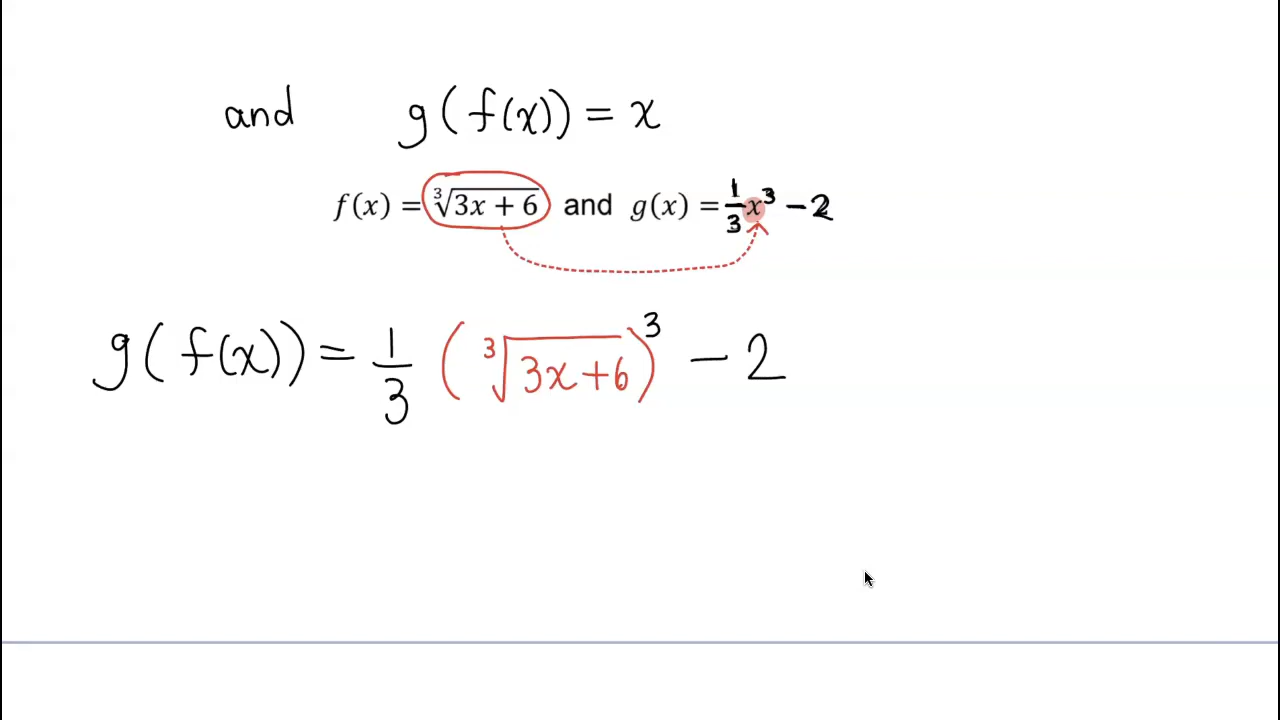 and g(f(x)) = x
f(x) = ∛(3x + 6) and g(x) = 1/3 x³ − 2
g(f(x)) = 1/3 (∛(3x+6))³ − 2